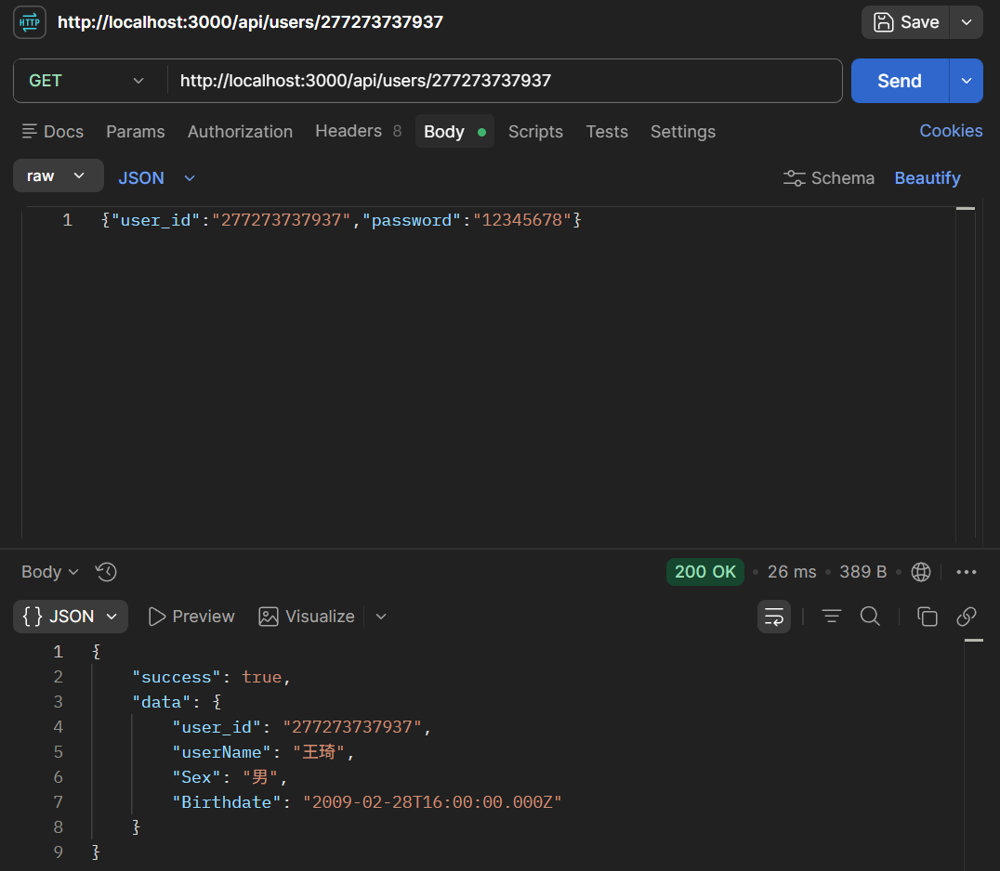 HTTP http://localhost:3000/api/users/277273737937 Save
GET http://localhost:3000/api/users/277273737937 Send
Docs Params Authorization Headers 8 Body Scripts Tests Settings Cookies
raw JSON Schema Beautify
1 {"user_id":"277273737937","password":"12345678"}
Body 200 OK 26 ms 389 B
{} JSON Preview Visualize
1 {
2 "success": true,
3 "data": {
4 "user_id": "277273737937",
5 "userName": "王琦",
6 "Sex": "男",
7 "Birthdate": "2009-02-28T16:00:00.000Z"
8 }
9 }